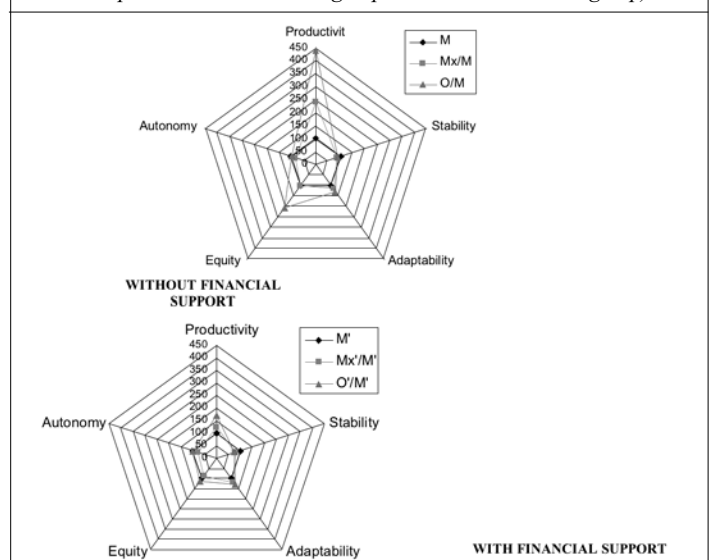 Productivit
M
Mx/M
O/M
450
400
350
300
250
200
150
100
50
0
Autonomy
Stability
Equity
Adaptability
WITHOUT FINANCIAL
SUPPORT
Productivity
M'
Mx'/M'
O'/M'
450
400
350
300
250
200
150
100
50
0
Autonomy
Stability
Equity
Adaptability
WITH FINANCIAL SUPPORT